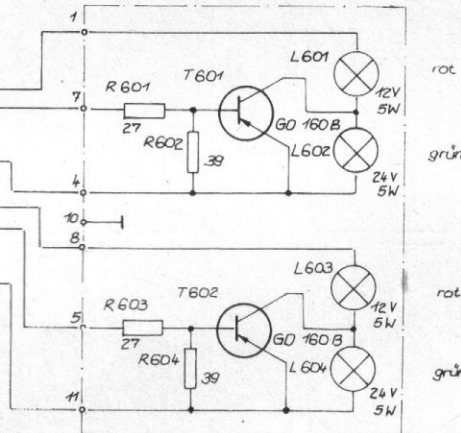 1
L601
rot
T601
R601
12V
5W
7
GD 160 B
27
R602
L602
39
grün
24V
5W
4
10
8
L603
rot
T602
R603
12V
5W
5
GD 160 B
27
R604
L604
39
grün
24V
5W
11